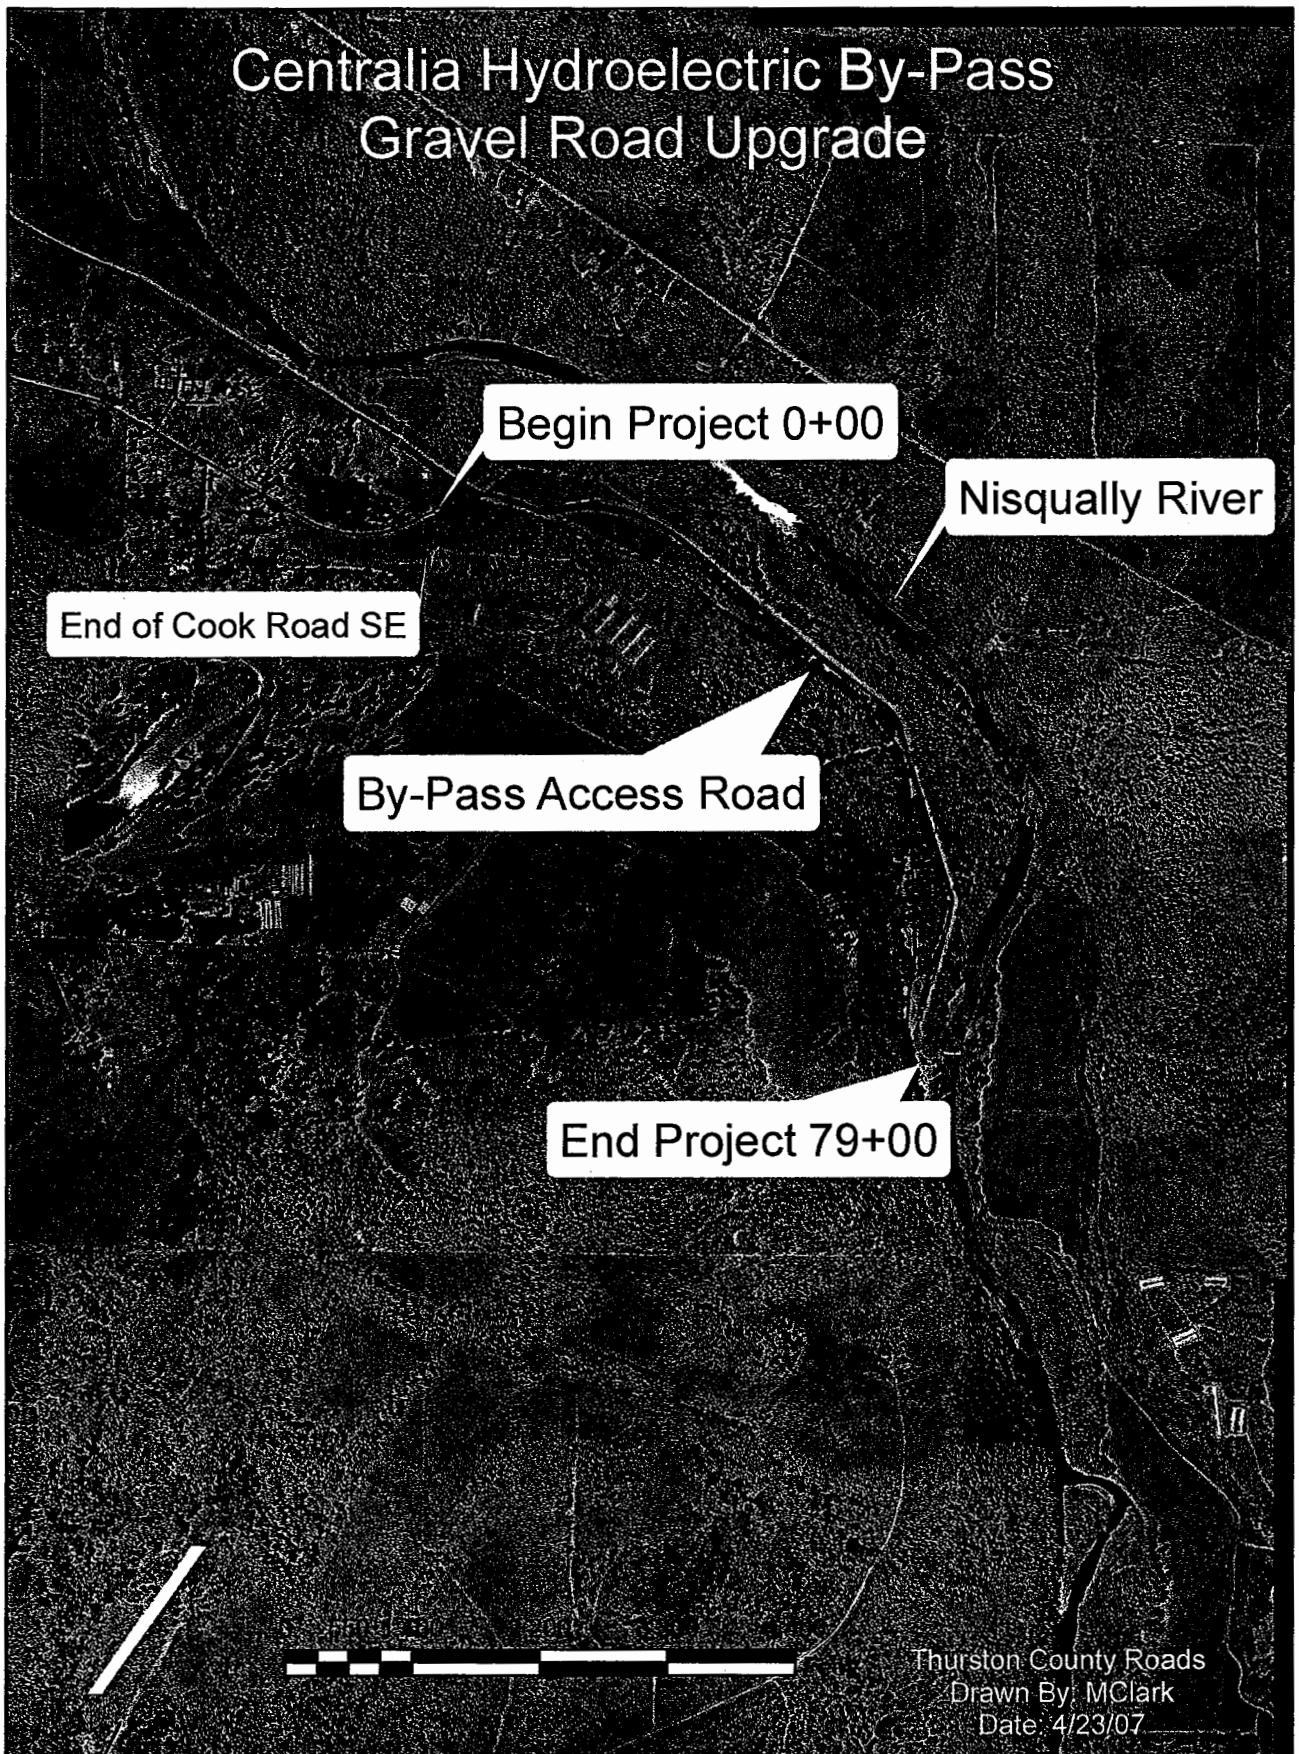 Centralia Hydroelectric By-Pass
Gravel Road Upgrade
Begin Project 0+00
Nisqually River
End of Cook Road SE
By-Pass Access Road
End Project 79+00
Thurston County Roads
Drawn By: MClark
Date: 4/23/07